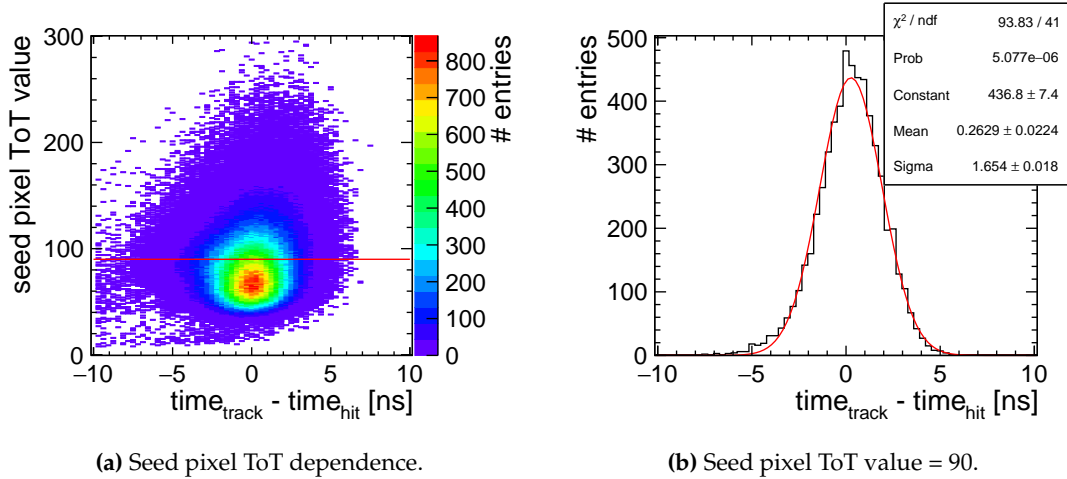 300
200
100
0
seed pixel ToT value
−10 −5 0 5 10
time_track - time_hit [ns]
800
700
600
500
400
300
200
100
0
# entries
(a) Seed pixel ToT dependence.
500
400
300
200
100
0
# entries
−10 −5 0 5 10
time_track - time_hit [ns]
χ² / ndf 93.83 / 41
Prob 5.077e−06
Constant 436.8 ± 7.4
Mean 0.2629 ± 0.0224
Sigma 1.654 ± 0.018
(b) Seed pixel ToT value = 90.